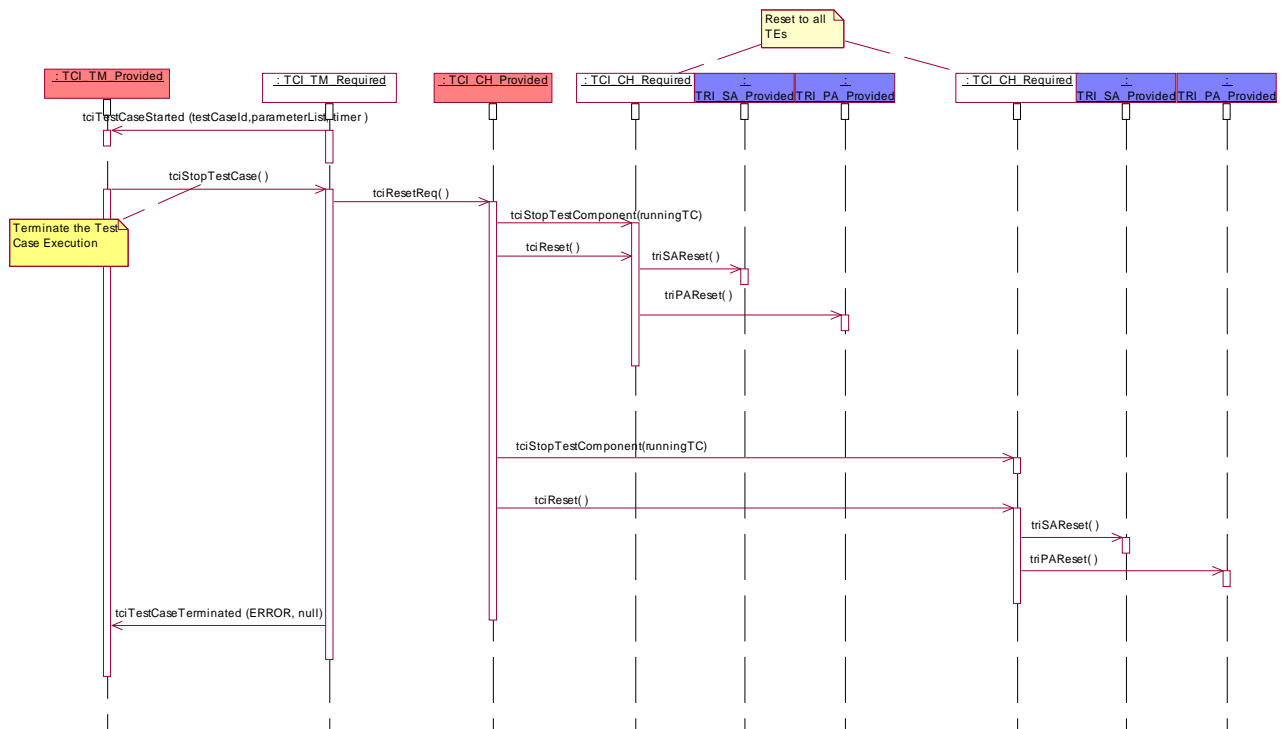 Reset to all
TEs
: TCI_TM_Provided
: TCI_TM_Required
: TCI_CH_Provided
: TCI_CH_Required
:
TRI_SA_Provided
:
TRI_PA_Provided
: TCI_CH_Required
:
TRI_SA_Provided
:
TRI_PA_Provided
tciTestCaseStarted (testCaseId,parameterList, timer )
tciStopTestCase( )
tciResetReq( )
tciStopTestComponent(runningTC)
Terminate the Test
Case Execution
tciReset( )
triSAReset( )
triPAReset( )
tciStopTestComponent(runningTC)
tciReset( )
triSAReset( )
triPAReset( )
tciTestCaseTerminated (ERROR, null)